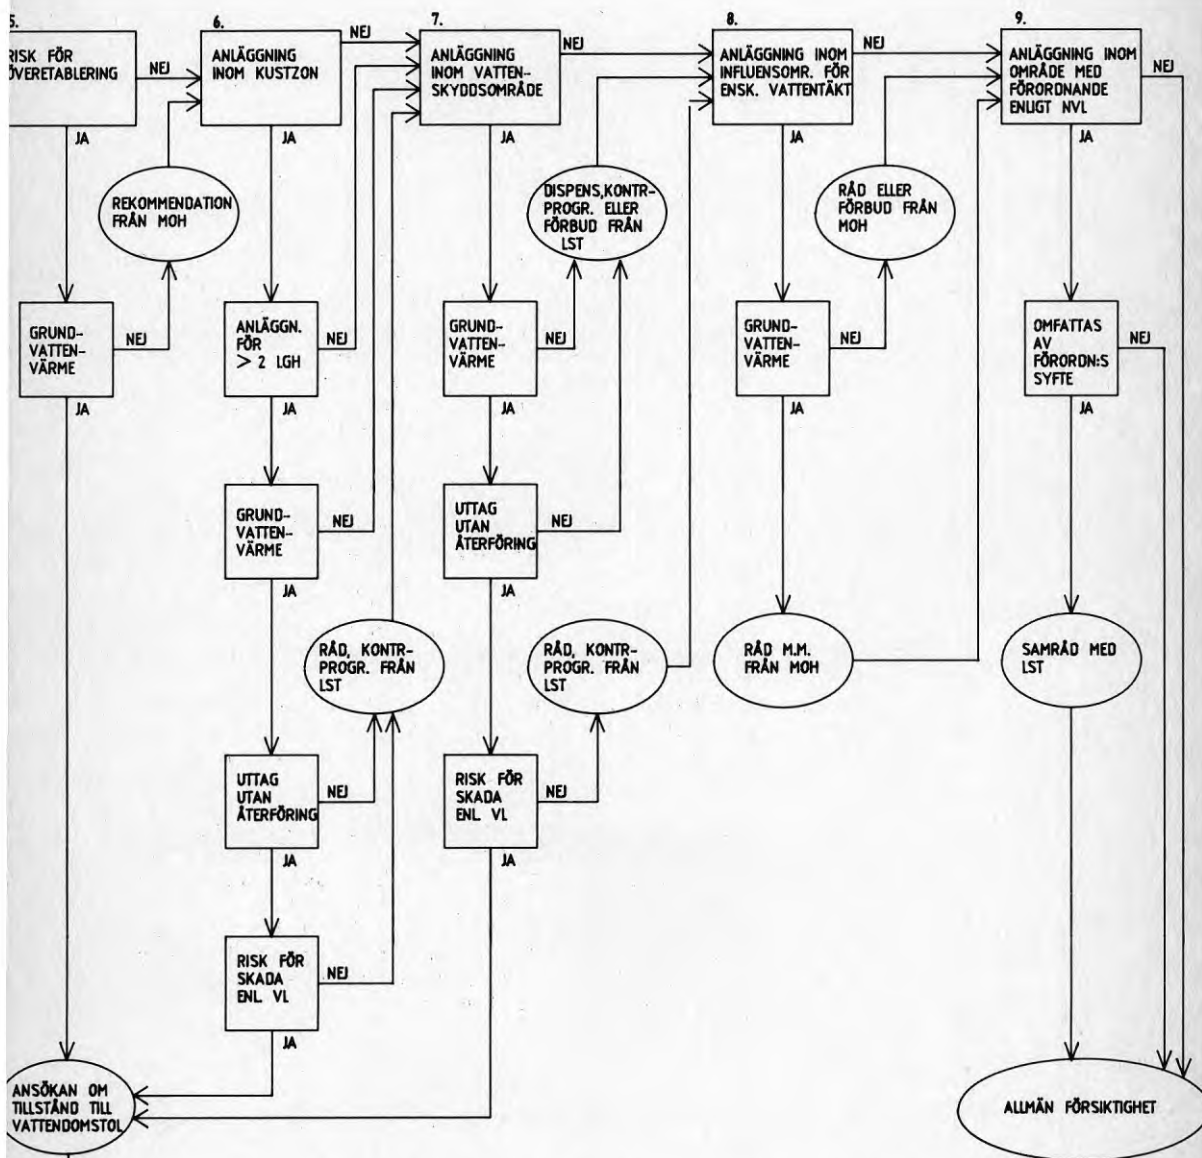 5.
RISK FÖR
ÖVERETABLERING
NEJ
JA
REKOMMENDATION
FRÅN MOH
GRUND-
VATTEN-
VÄRME
NEJ
JA
ANSÖKAN OM
TILLSTÅND TILL
VATTENDOMSTOL
6.
ANLÄGGNING
INOM KUSTZON
NEJ
JA
ANLÄGGN.
FÖR
> 2 LGH
NEJ
JA
GRUND-
VATTEN-
VÄRME
NEJ
JA
RÅD, KONTR-
PROGR. FRÅN
LST
UTTAG
UTAN
ÅTERFÖRING
NEJ
JA
RISK FÖR
SKADA
ENL. VL
NEJ
JA
7.
ANLÄGGNING
INOM VATTEN-
SKYDDSOMRÅDE
NEJ
JA
DISPENS,KONTR-
PROGR. ELLER
FÖRBUD FRÅN
LST
GRUND-
VATTEN-
VÄRME
NEJ
JA
UTTAG
UTAN
ÅTERFÖRING
NEJ
JA
RÅD, KONTR-
PROGR. FRÅN
LST
RISK FÖR
SKADA
ENL. VL
NEJ
JA
8.
ANLÄGGNING INOM
INFLUENSOMR. FÖR
ENSK. VATTENTÄKT
NEJ
JA
RÅD ELLER
FÖRBUD FRÅN
MOH
GRUND-
VATTEN-
VÄRME
NEJ
JA
RÅD M.M.
FRÅN MOH
9.
ANLÄGGNING INOM
OMRÅDE MED
FÖRORDNANDE
ENLIGT NVL
NEJ
JA
OMFATTAS
AV
FÖRORDN:S
SYFTE
NEJ
JA
SAMRÅD MED
LST
ALLMÄN FÖRSIKTIGHET